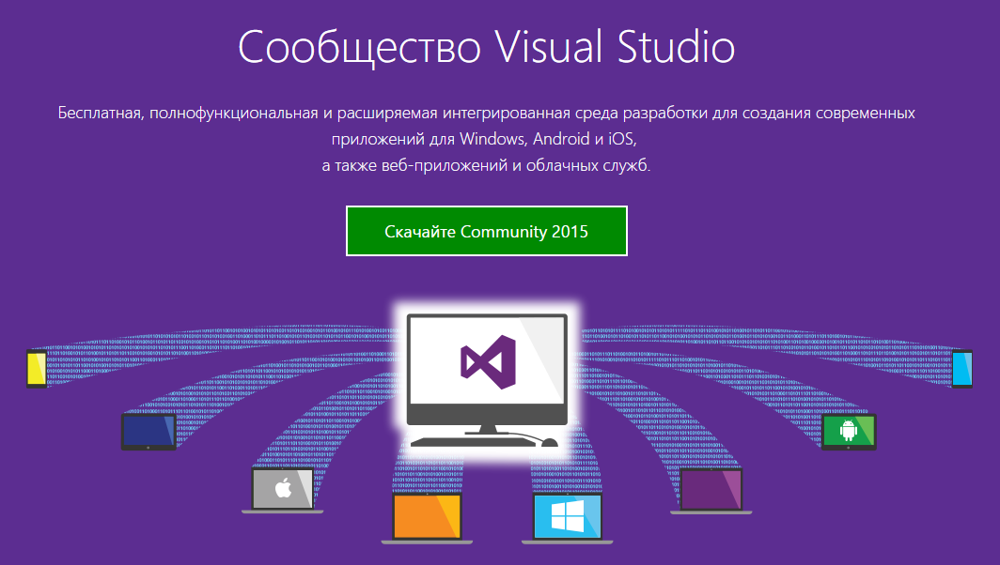 Сообщество Visual Studio
Бесплатная, полнофункциональная и расширяемая интегрированная среда разработки для создания современных
приложений для Windows, Android и iOS,
а также веб-приложений и облачных служб.
Скачайте Community 2015